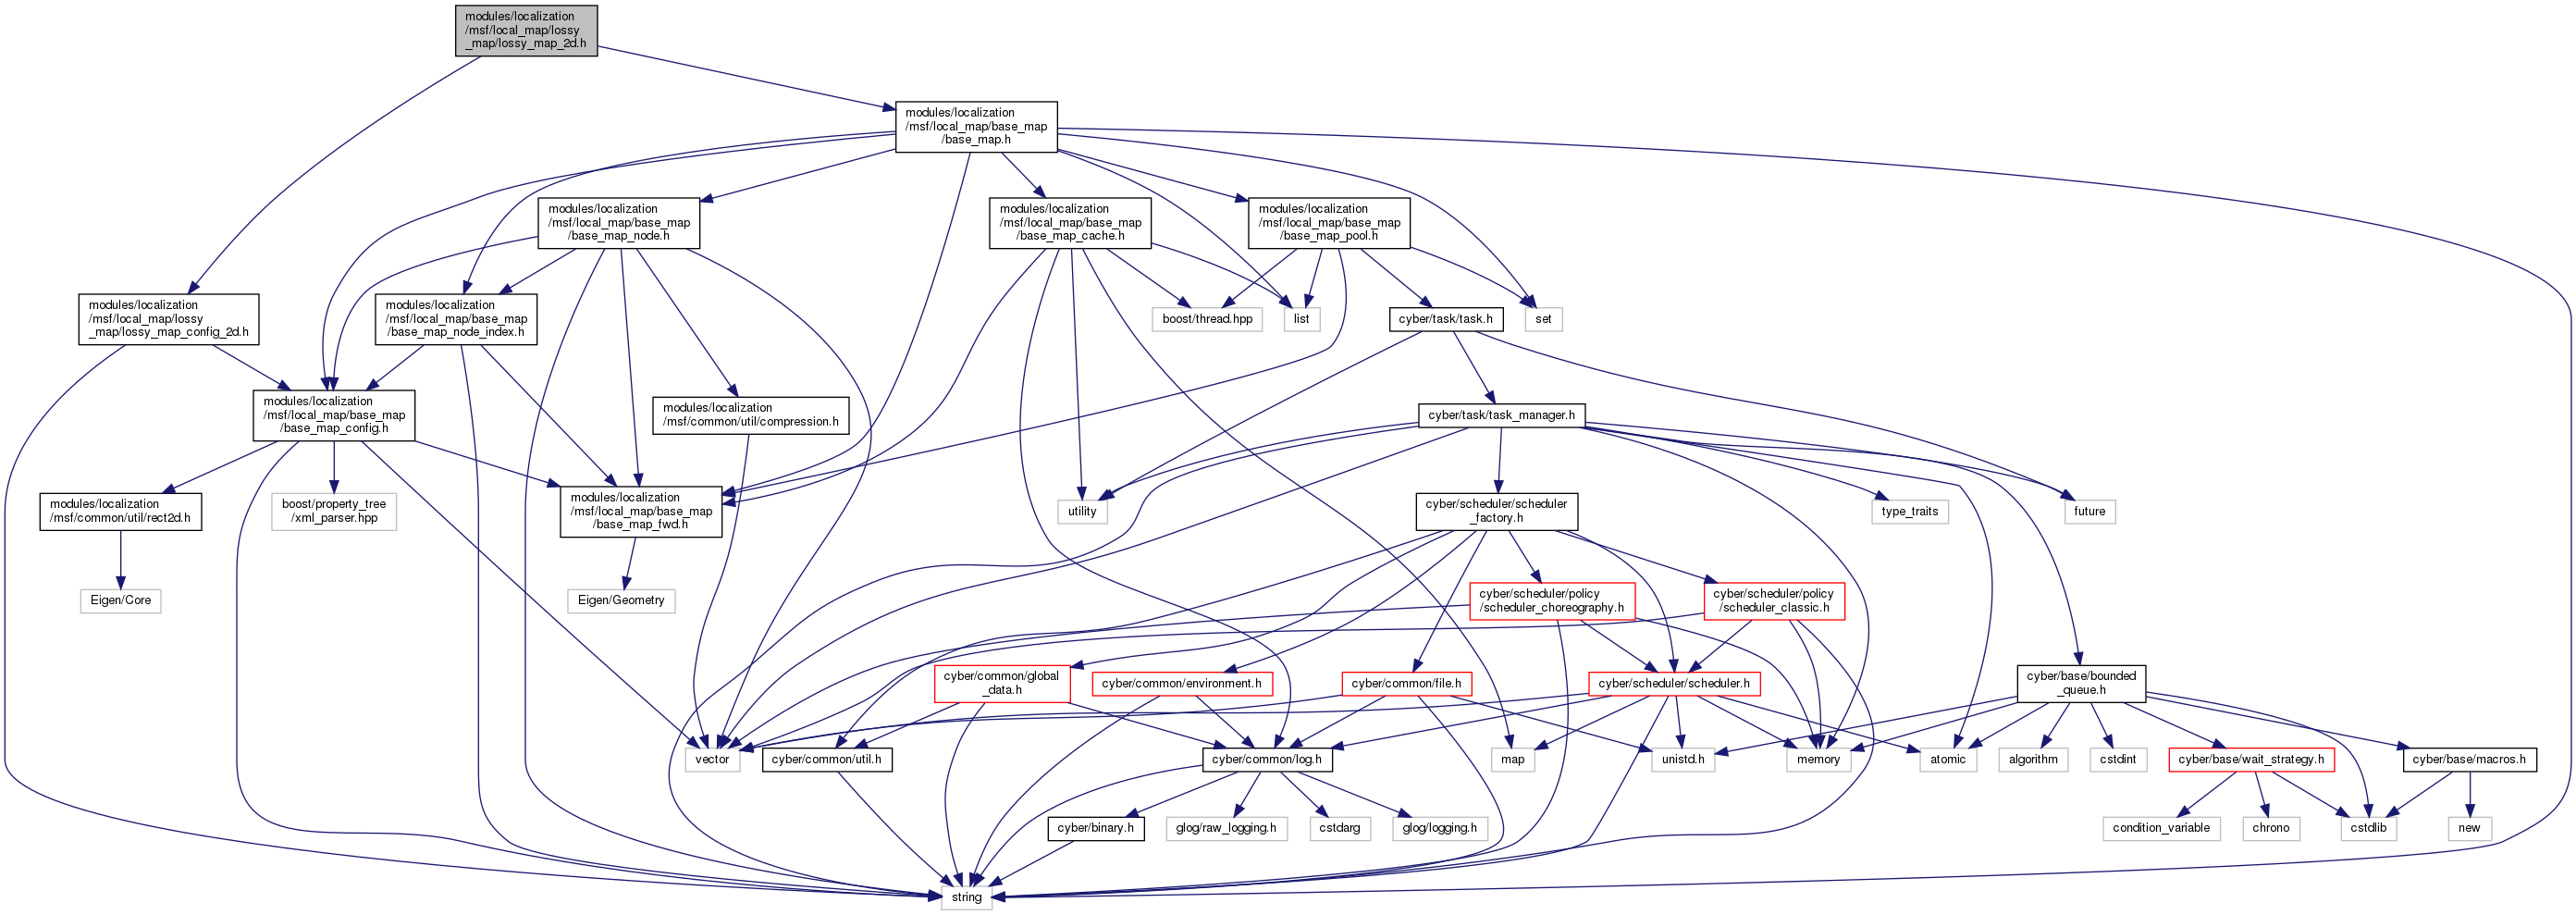 modules/localization
/msf/local_map/lossy
_map/lossy_map_2d.h
modules/localization
/msf/local_map/base_map
/base_map.h
modules/localization
/msf/local_map/base_map
/base_map_node.h
modules/localization
/msf/local_map/base_map
/base_map_cache.h
modules/localization
/msf/local_map/base_map
/base_map_pool.h
modules/localization
/msf/local_map/lossy
_map/lossy_map_config_2d.h
modules/localization
/msf/local_map/base_map
/base_map_node_index.h
boost/thread.hpp
list
cyber/task/task.h
set
modules/localization
/msf/local_map/base_map
/base_map_config.h
modules/localization
/msf/common/util/compression.h
cyber/task/task_manager.h
modules/localization
/msf/common/util/rect2d.h
boost/property_tree
/xml_parser.hpp
modules/localization
/msf/local_map/base_map
/base_map_fwd.h
utility
cyber/scheduler/scheduler
_factory.h
type_traits
future
Eigen/Core
Eigen/Geometry
cyber/scheduler/policy
/scheduler_choreography.h
cyber/scheduler/policy
/scheduler_classic.h
cyber/common/global
_data.h
cyber/common/environment.h
cyber/common/file.h
cyber/scheduler/scheduler.h
cyber/base/bounded
_queue.h
vector
cyber/common/util.h
cyber/common/log.h
map
unistd.h
memory
atomic
algorithm
cstdint
cyber/base/wait_strategy.h
cyber/base/macros.h
cyber/binary.h
glog/raw_logging.h
cstdarg
glog/logging.h
condition_variable
chrono
cstdlib
new
string